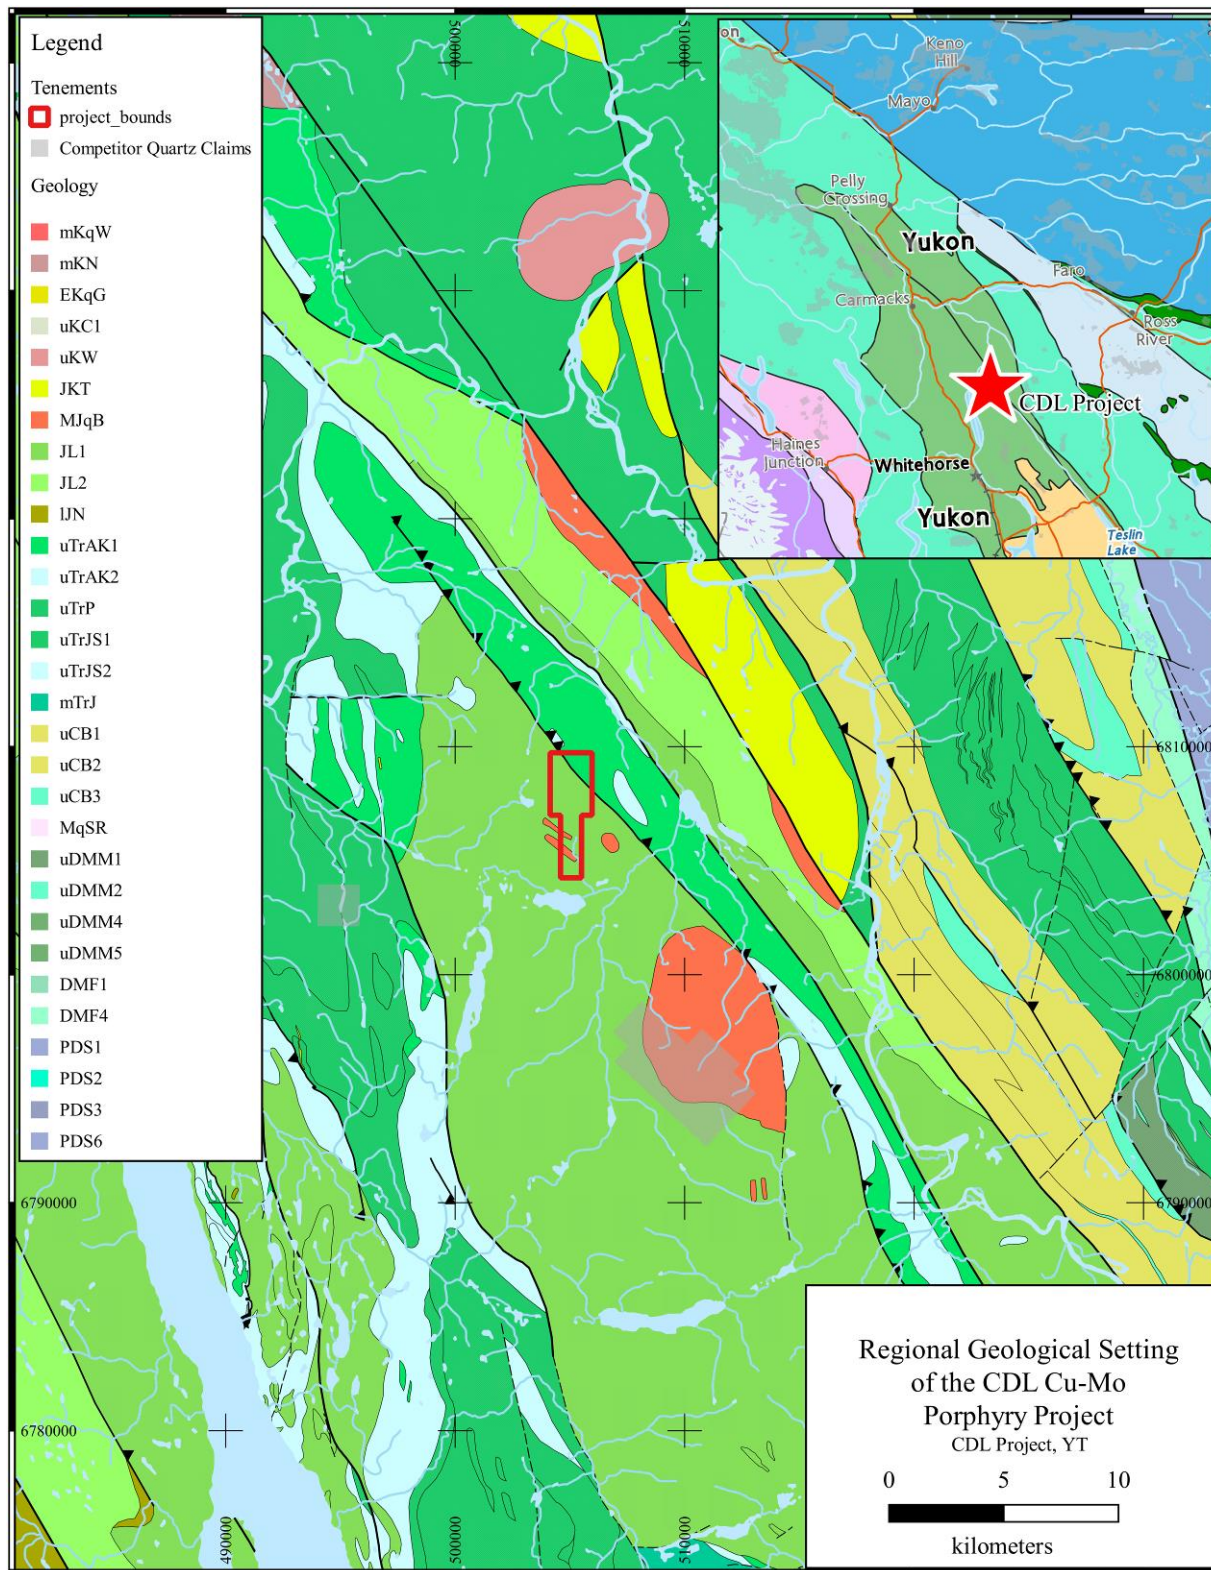 Legend
Tenements
project_bounds
Competitor Quartz Claims
Geology
mKqW
mKN
EKqG
uKC1
uKW
JKT
MJqB
JL1
JL2
lJN
uTrAK1
uTrAK2
uTrP
uTrJS1
uTrJS2
mTrJ
uCB1
uCB2
uCB3
MqSR
uDMM1
uDMM2
uDMM4
uDMM5
DMF1
DMF4
PDS1
PDS2
PDS3
PDS6
500000
510000
on
Keno
Hill
Mayo
Pelly
Crossing
Yukon
Faro
Carmacks
Ross
River
CDL Project
Haines
Junction
Whitehorse
Yukon
Teslin
Lake
6810000
6800000
6790000
6790000
6780000
490000
500000
510000
Regional Geological Setting
of the CDL Cu-Mo
Porphyry Project
CDL Project, YT
0 5 10
kilometers